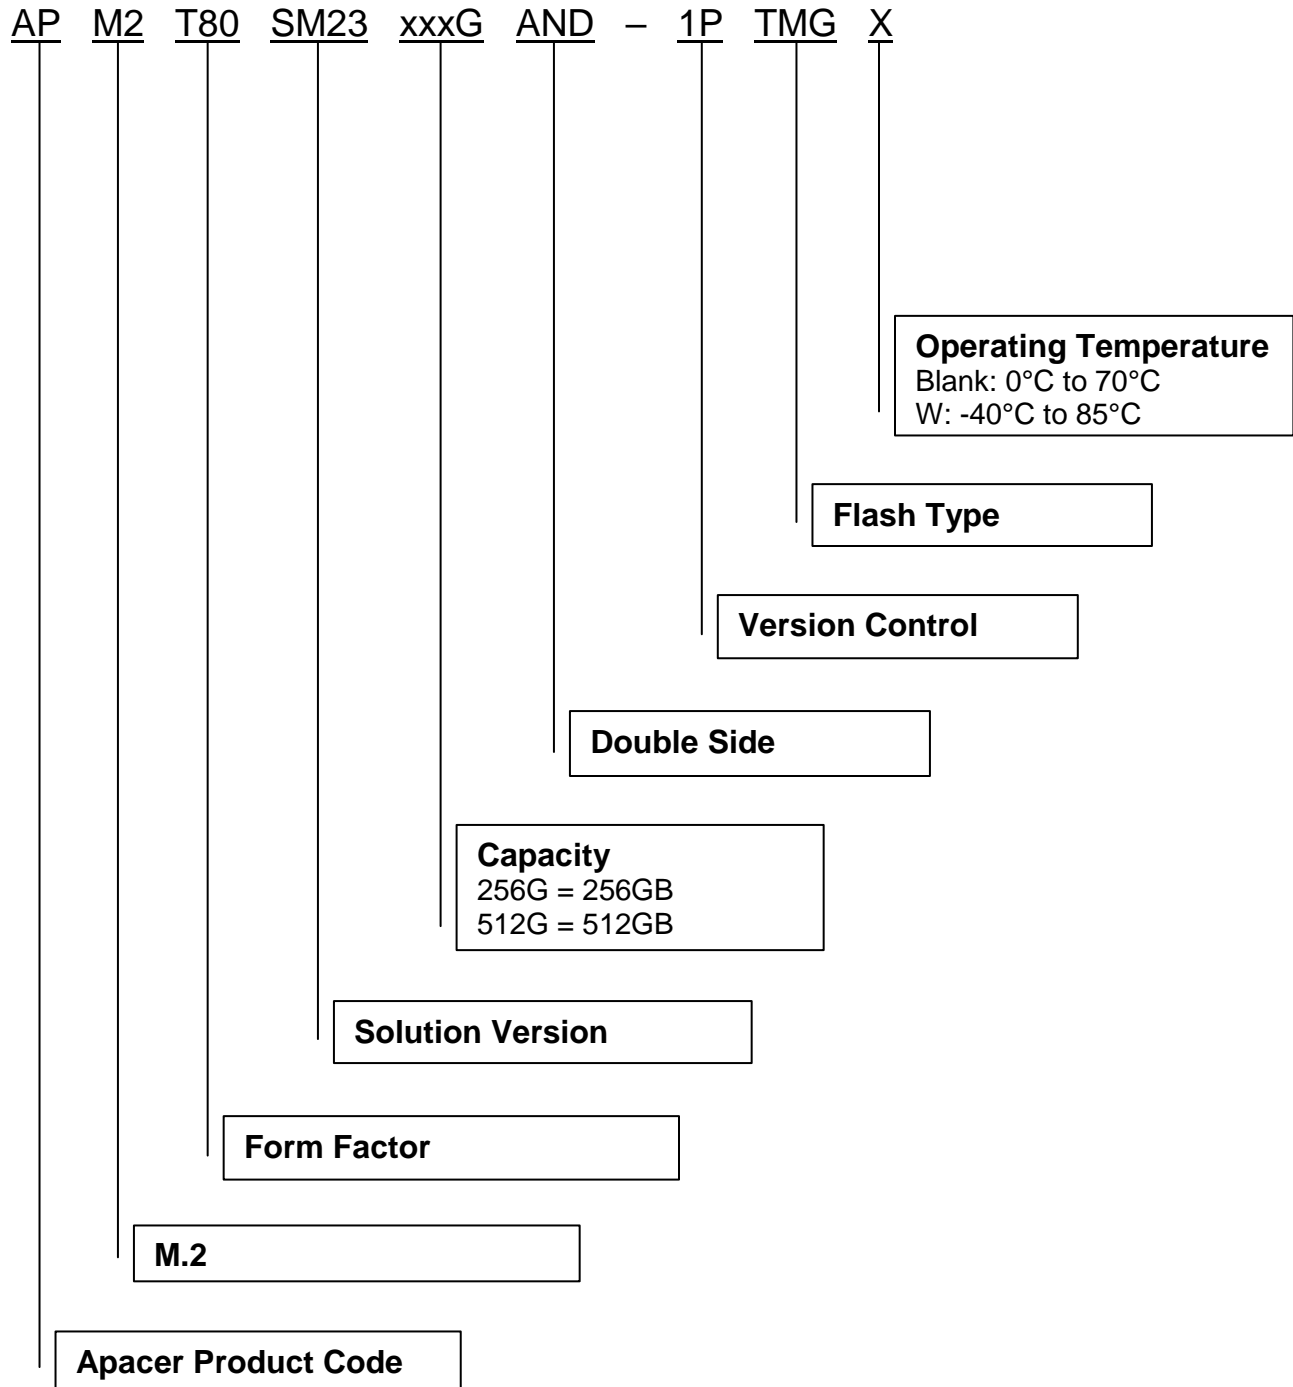 AP M2 T80 SM23 xxxG AND – 1P TMG X
Operating Temperature
Blank: 0°C to 70°C
W: -40°C to 85°C
Flash Type
Version Control
Double Side
Capacity
256G = 256GB
512G = 512GB
Solution Version
Form Factor
M.2
Apacer Product Code